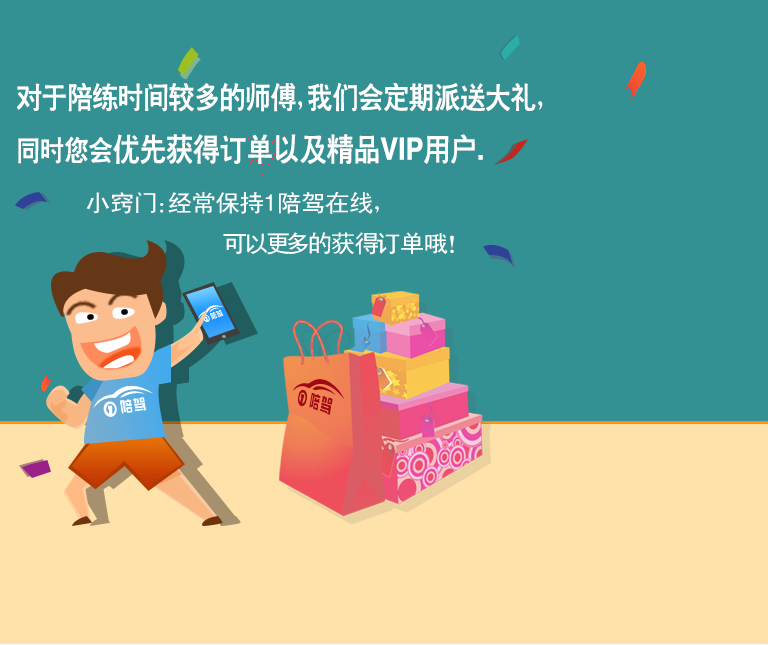 对于陪练时间较多的师傅，我们会定期派送大礼，
同时您会优先获得订单以及精品VIP用户.
小窍门：经常保持1陪驾在线，
可以更多的获得订单哦！
1陪驾
1陪驾
1陪驾